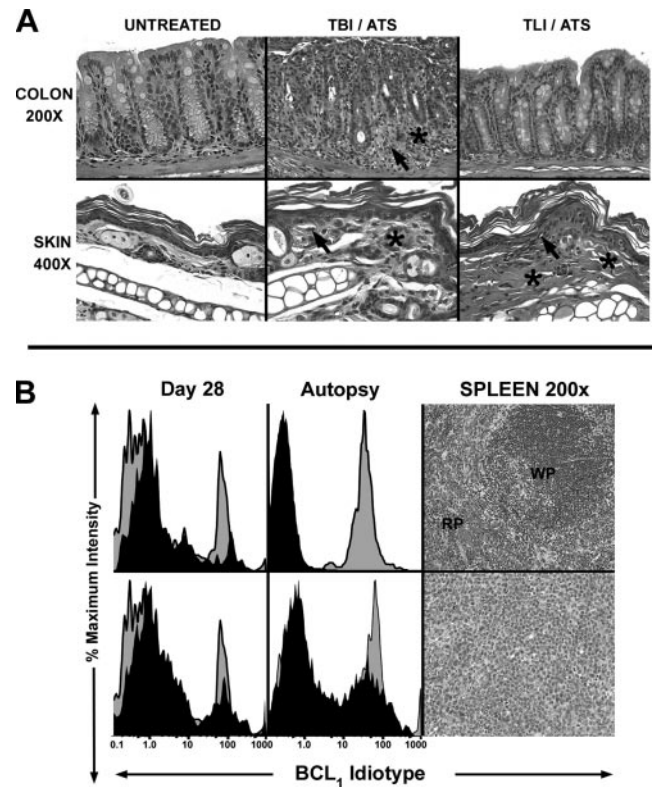 A
UNTREATED
TBI / ATS
TLI / ATS
COLON
200X
SKIN
400X
B
Day 28
Autopsy
SPLEEN 200x
WP
RP
% Maximum Intensity
0.1 1.0 10 100 1000 1.0 10 100 1000
BCL₁ Idiotype